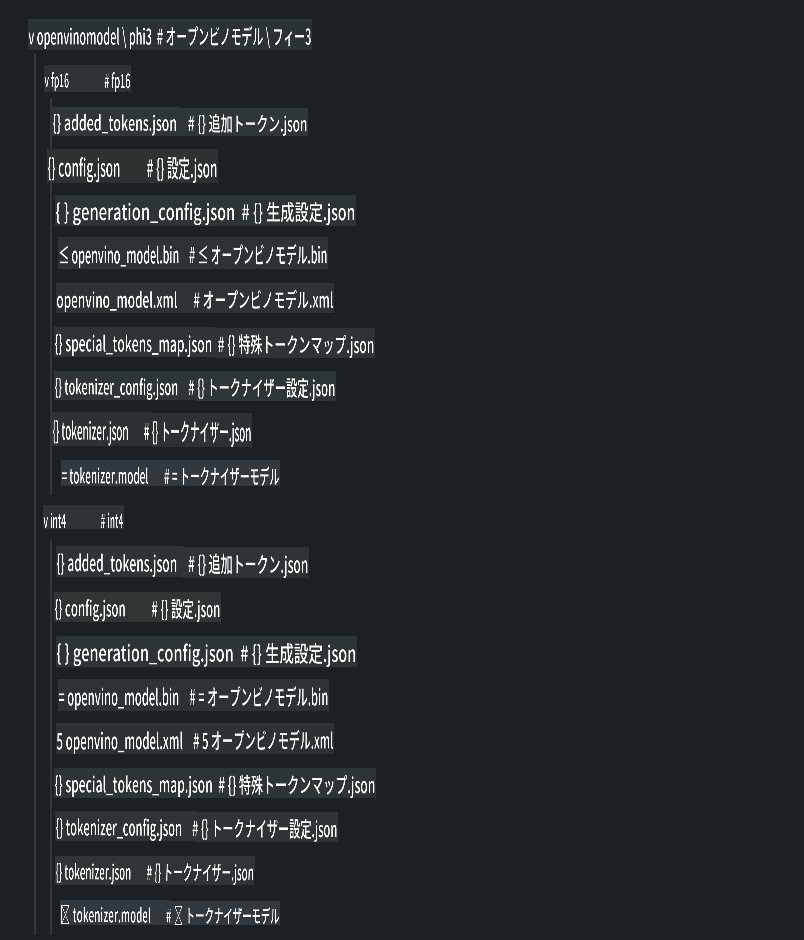 v openvinomodel \ phi3 # オープンビノモデル \ フィー3
v fp16 # fp16
{} added_tokens.json # {} 追加トークン.json
{} config.json # {} 設定.json
{ } generation_config.json # {} 生成設定.json
≤ openvino_model.bin # ≤ オープンビノモデル.bin
openvino_model.xml # オープンビノモデル.xml
{} special_tokens_map.json # {} 特殊トークンマップ.json
{} tokenizer_config.json # {} トークナイザー設定.json
{} tokenizer.json # {} トークナイザー.json
= tokenizer.model # = トークナイザーモデル
v int4 # int4
{} added_tokens.json # {} 追加トークン.json
{} config.json # {} 設定.json
{ } generation_config.json # {} 生成設定.json
= openvino_model.bin # = オープンビノモデル.bin
5 openvino_model.xml # 5 オープンビノモデル.xml
{} special_tokens_map.json # {} 特殊トークンマップ.json
{} tokenizer_config.json # {} トークナイザー設定.json
{} tokenizer.json # {} トークナイザー.json
tokenizer.model # トークナイザーモデル